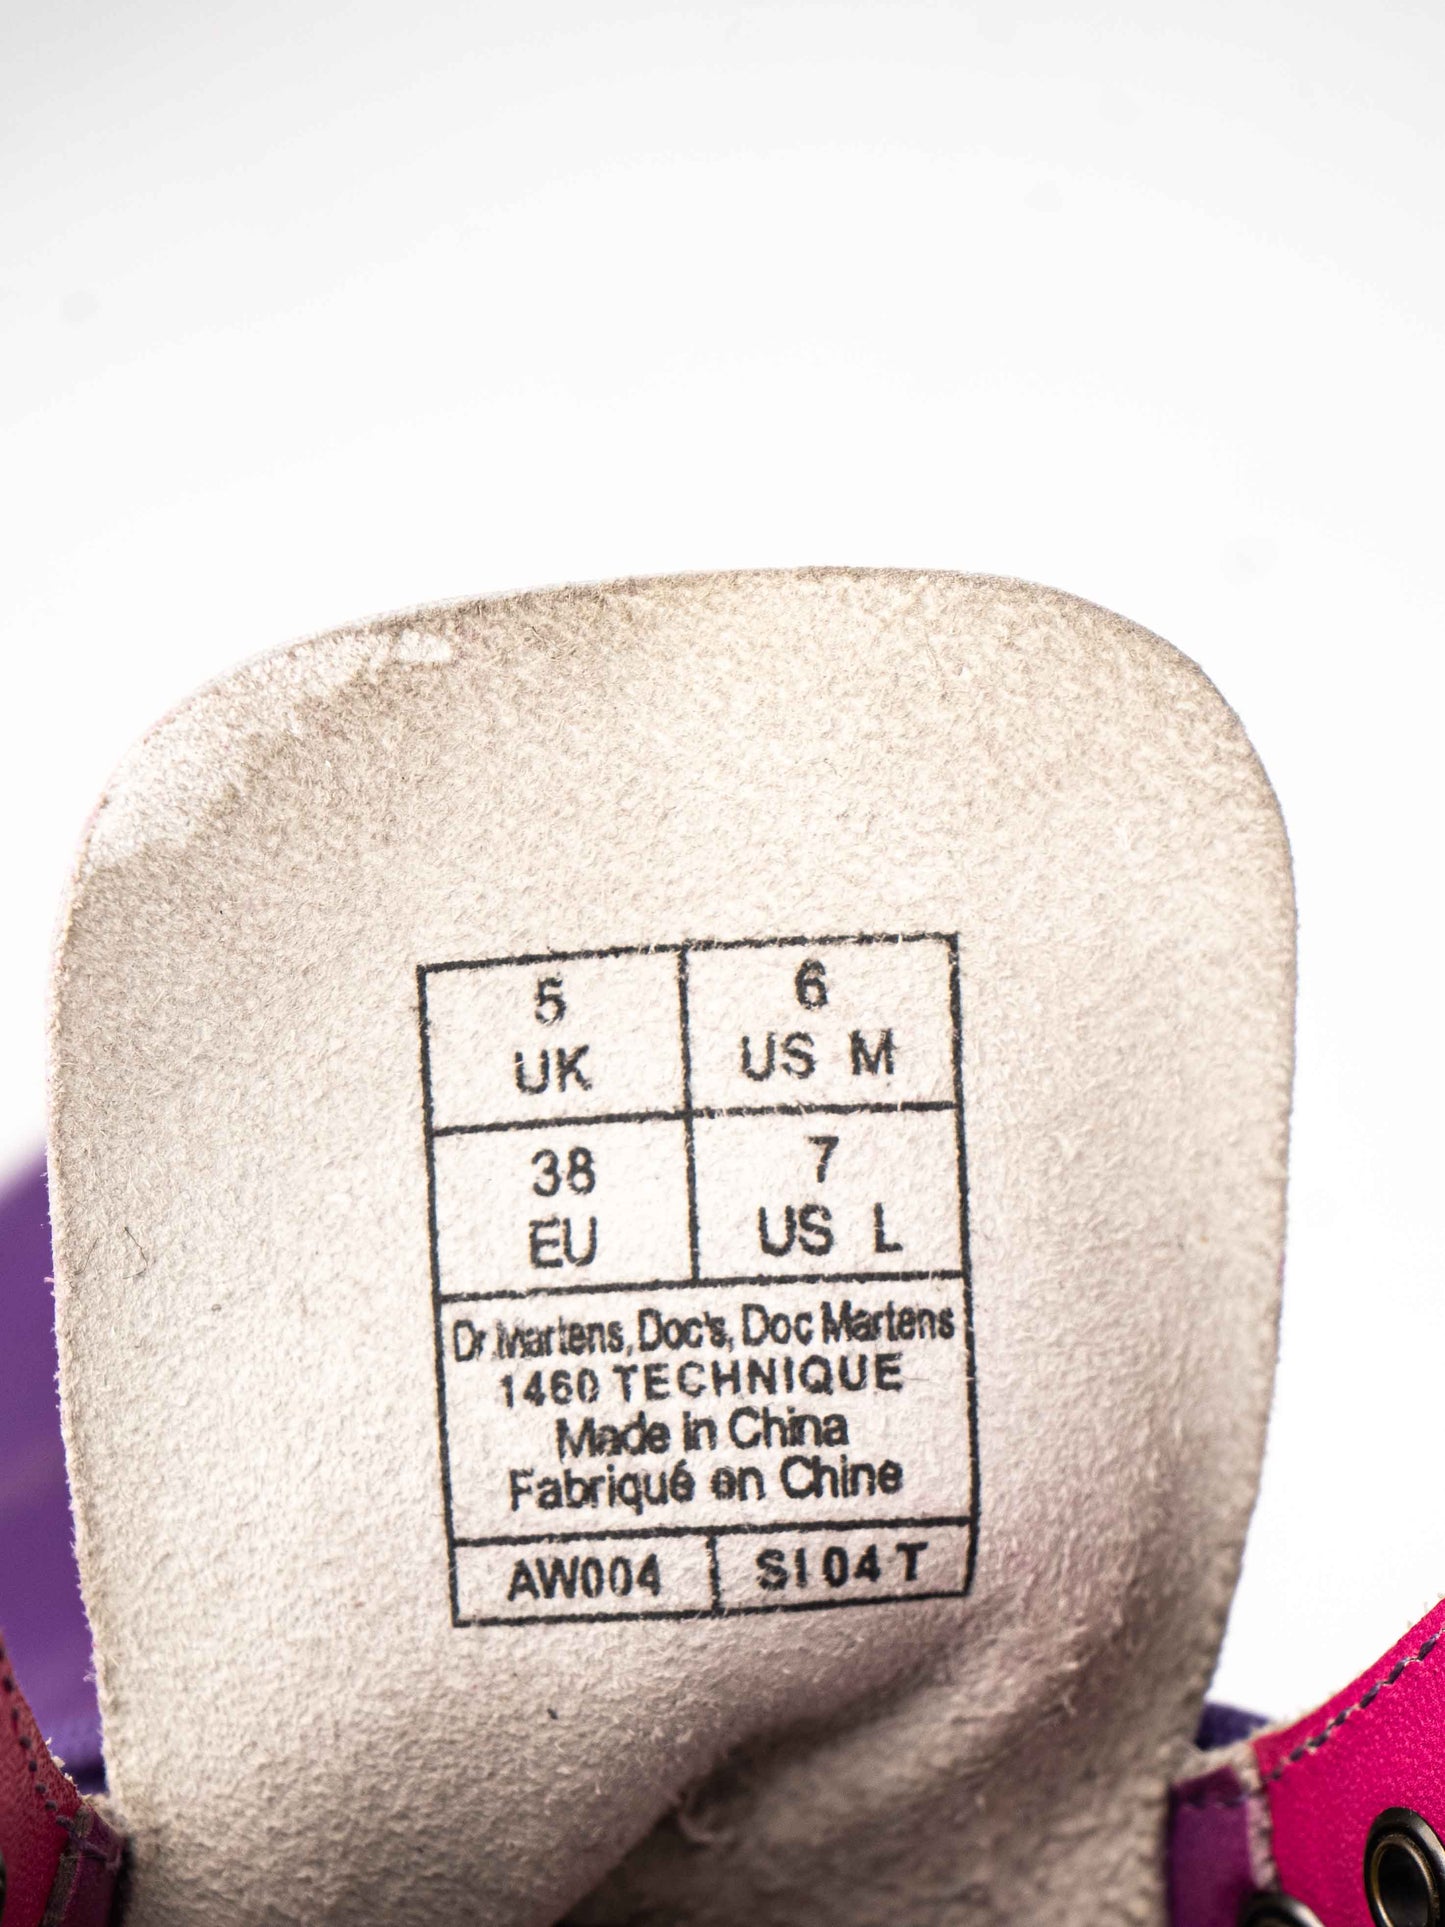 5
UK
6
US M
38
EU
7
US L
Dr.Martens, Doc's, Doc Martens
1460 TECHNIQUE
Made in China
Fabriqué en Chine
AW004
SI04T